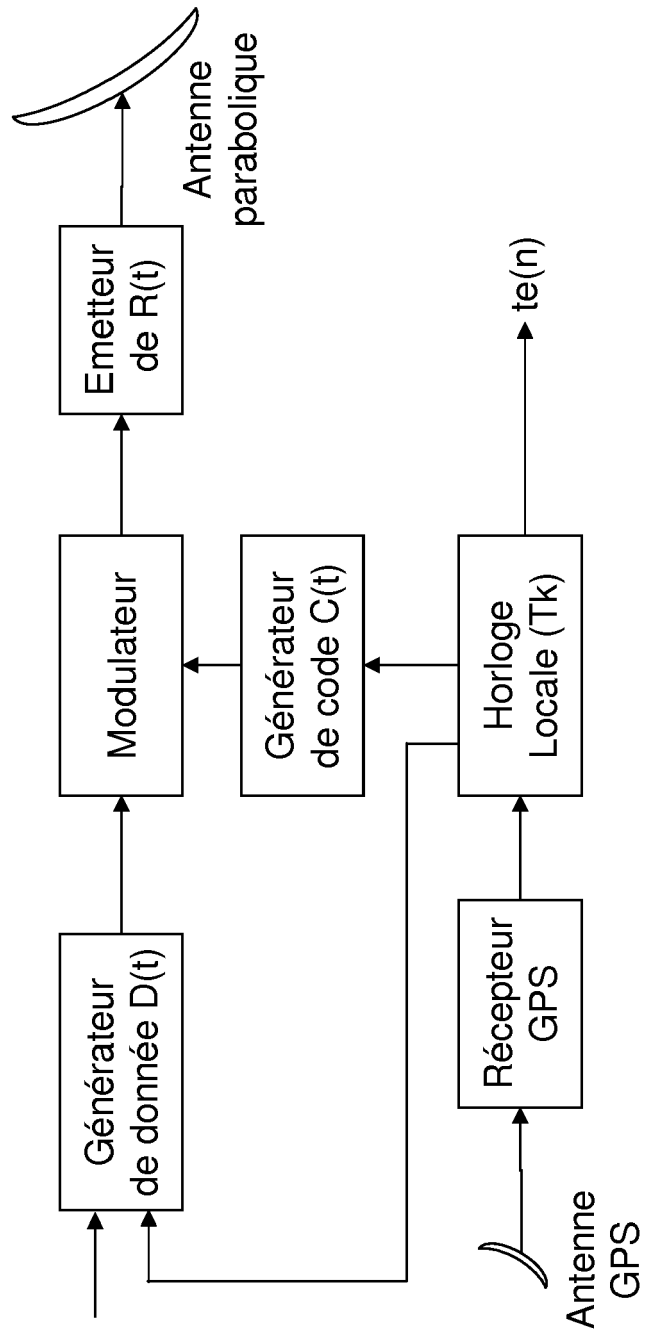 Générateur
de donnée D(t)
Modulateur
Emetteur
de R(t)
Antenne
parabolique
Générateur
de code C(t)
Antenne
GPS
Récepteur
GPS
Horloge
Locale (Tk)
te(n)